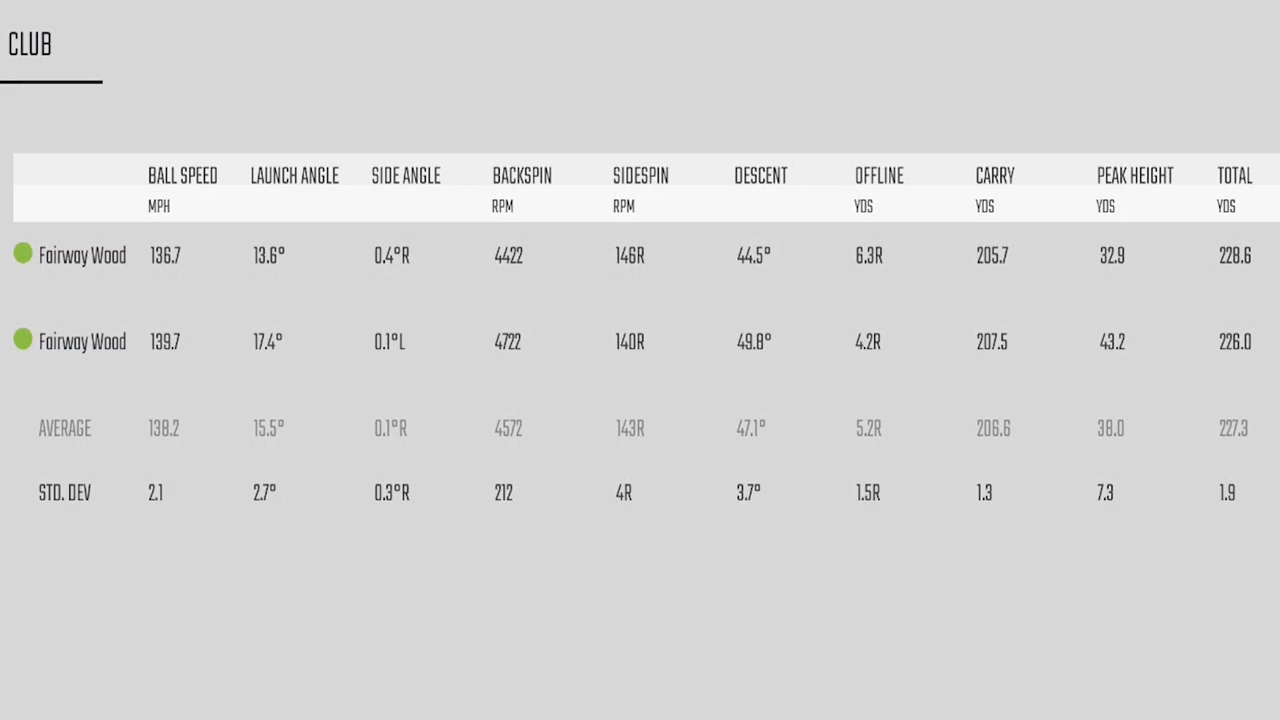 CLUB
BALL SPEED LAUNCH ANGLE SIDE ANGLE BACKSPIN SIDESPIN DESCENT OFFLINE CARRY PEAK HEIGHT TOTAL
MPH RPM RPM YDS YDS YDS YDS
Fairway Wood 136.7 13.6° 0.4°R 4422 146R 44.5° 6.3R 205.7 32.9 228.6
Fairway Wood 139.7 17.4° 0.1°L 4722 140R 49.8° 4.2R 207.5 43.2 226.0
AVERAGE 138.2 15.5° 0.1°R 4572 143R 47.1° 5.2R 206.6 38.0 227.3
STD. DEV 2.1 2.7° 0.3°R 212 4R 3.7° 1.5R 1.3 7.3 1.9